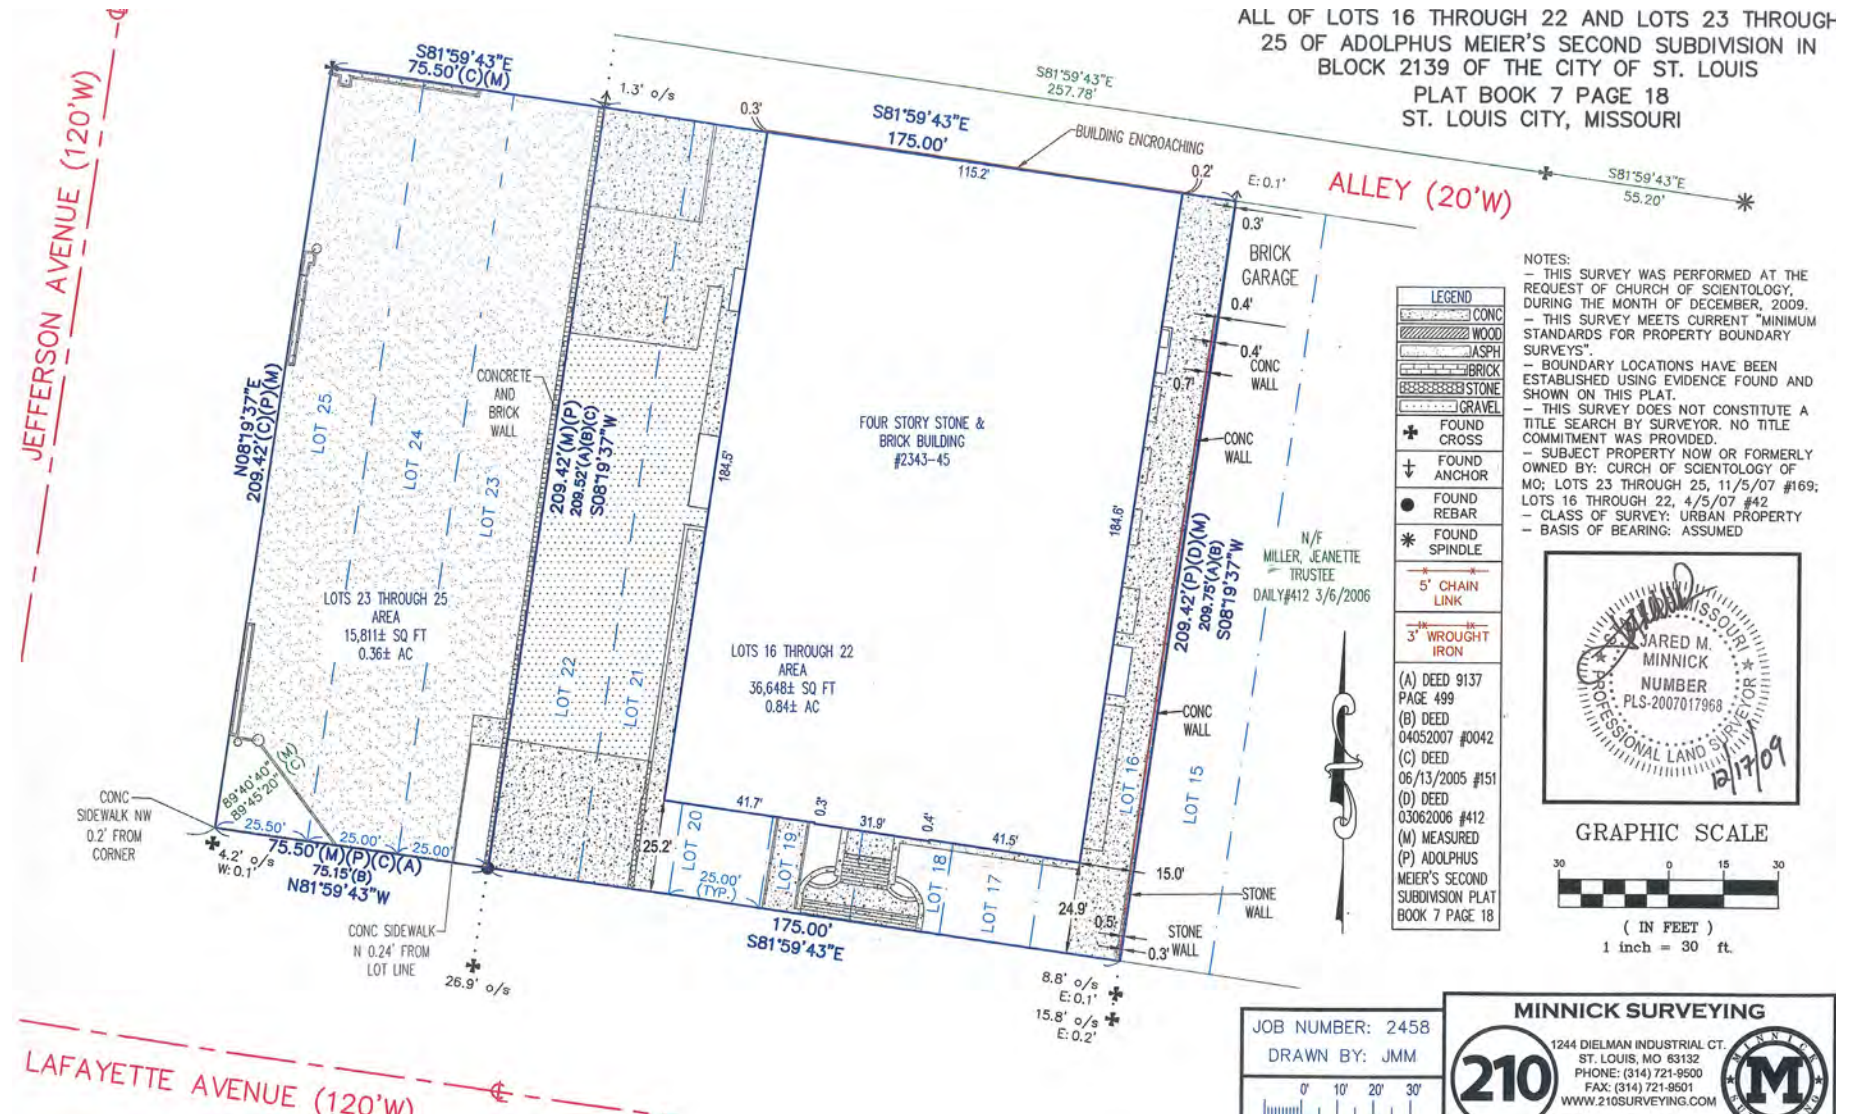 ALL OF LOTS 16 THROUGH 22 AND LOTS 23 THROUGH
25 OF ADOLPHUS MEIER'S SECOND SUBDIVISION IN
BLOCK 2139 OF THE CITY OF ST. LOUIS
PLAT BOOK 7 PAGE 18
ST. LOUIS CITY, MISSOURI
JEFFERSON AVENUE (120'W)
S81°59'43"E
75.50'(C)(M)
1.3' o/s
S81°59'43"E
257.78'
0.3'
S81°59'43"E
175.00'
115.2'
BUILDING ENCROACHING
0.2'
E: 0.1'
ALLEY (20'W)
S81°59'43"E
55.20'
0.3'
BRICK
GARAGE
0.4'
0.4'
CONC
WALL
0.7'
CONC
WALL
N08°19'37"E
209.42'(C)(P)(M)
LOT 25
LOT 24
LOT 23
CONCRETE
AND
BRICK
WALL
209.42'(M)(P)
209.52'(A)(B)(C)
S08°19'37"W
184.5'
FOUR STORY STONE &
BRICK BUILDING
#2343-45
184.6'
209.42'(P)(D)(M)
209.75'(A)(B)
S08°19'37"W
N/F
MILLER, JEANETTE
TRUSTEE
DAILY#412 3/6/2006
LOTS 23 THROUGH 25
AREA
15,811± SQ FT
0.36± AC
LOT 22
LOT 21
LOTS 16 THROUGH 22
AREA
36,648± SQ FT
0.84± AC
CONC
WALL
LOT 16
LOT 15
89°40'40" (M)
89°45'20" (C)
CONC
SIDEWALK NW
0.2' FROM
CORNER
4.2' o/s
W: 0.1'
25.50'
25.00'
25.00'
75.50'(M)(P)(C)(A)
75.15'(B)
N81°59'43"W
CONC SIDEWALK
N 0.24' FROM
LOT LINE
26.9' o/s
41.7'
0.3'
31.9'
0.4'
41.5'
25.2'
LOT 20
LOT 19
LOT 18
LOT 17
25.00'
(TYP.)
15.0'
24.9'
0.5'
0.3'
STONE
WALL
STONE
WALL
175.00'
S81°59'43"E
8.8' o/s
E: 0.1'
15.8' o/s
E: 0.2'
LAFAYETTE AVENUE (120'W)
LEGEND
CONC
WOOD
ASPH
BRICK
STONE
GRAVEL
FOUND
CROSS
FOUND
ANCHOR
FOUND
REBAR
FOUND
SPINDLE
5' CHAIN
LINK
3' WROUGHT
IRON
(A) DEED 9137
PAGE 499
(B) DEED
04052007 #0042
(C) DEED
06/13/2005 #151
(D) DEED
03062006 #412
(M) MEASURED
(P) ADOLPHUS
MEIER'S SECOND
SUBDIVISION PLAT
BOOK 7 PAGE 18
NOTES:
– THIS SURVEY WAS PERFORMED AT THE
REQUEST OF CHURCH OF SCIENTOLOGY,
DURING THE MONTH OF DECEMBER, 2009.
– THIS SURVEY MEETS CURRENT "MINIMUM
STANDARDS FOR PROPERTY BOUNDARY
SURVEYS".
– BOUNDARY LOCATIONS HAVE BEEN
ESTABLISHED USING EVIDENCE FOUND AND
SHOWN ON THIS PLAT.
– THIS SURVEY DOES NOT CONSTITUTE A
TITLE SEARCH BY SURVEYOR. NO TITLE
COMMITMENT WAS PROVIDED.
– SUBJECT PROPERTY NOW OR FORMERLY
OWNED BY: CURCH OF SCIENTOLOGY OF
MO; LOTS 23 THROUGH 25, 11/5/07 #169;
LOTS 16 THROUGH 22, 4/5/07 #42
– CLASS OF SURVEY: URBAN PROPERTY
– BASIS OF BEARING: ASSUMED
MISSOURI
JARED M.
MINNICK
NUMBER
PLS-2007017968
PROFESSIONAL LAND SURVEYOR
12/17/09
GRAPHIC SCALE
30 0 15 30
( IN FEET )
1 inch = 30 ft.
JOB NUMBER: 2458
DRAWN BY: JMM
0' 10' 20' 30'
MINNICK SURVEYING
210
1244 DIELMAN INDUSTRIAL CT.
ST. LOUIS, MO 63132
PHONE: (314) 721-9500
FAX: (314) 721-9501
WWW.210SURVEYING.COM
MINNICK
M